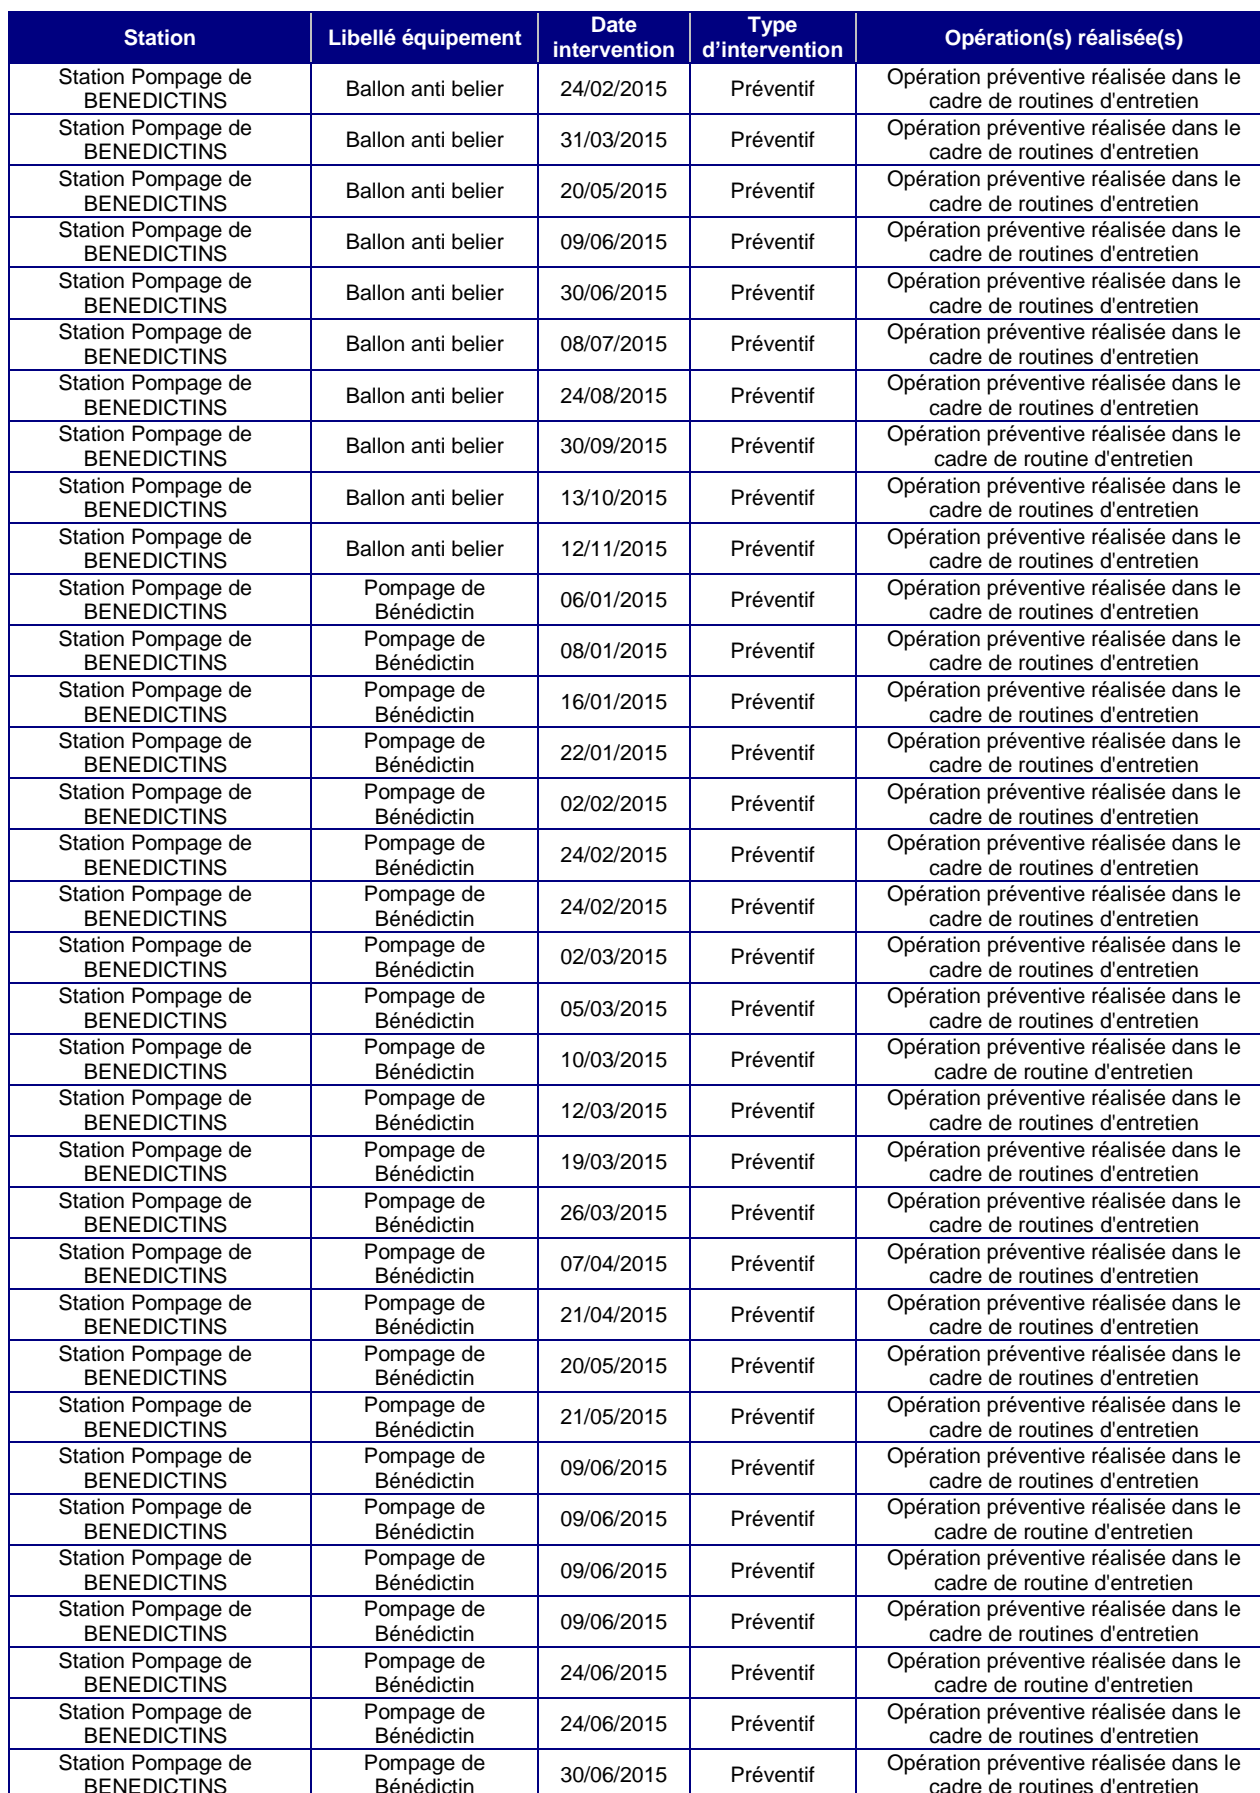 Station Libellé équipement Date intervention Type d’intervention Opération(s) réalisée(s)
Station Pompage de BENEDICTINS Ballon anti belier 24/02/2015 Préventif Opération préventive réalisée dans le cadre de routines d'entretien
Station Pompage de BENEDICTINS Ballon anti belier 31/03/2015 Préventif Opération préventive réalisée dans le cadre de routines d'entretien
Station Pompage de BENEDICTINS Ballon anti belier 20/05/2015 Préventif Opération préventive réalisée dans le cadre de routines d'entretien
Station Pompage de BENEDICTINS Ballon anti belier 09/06/2015 Préventif Opération préventive réalisée dans le cadre de routines d'entretien
Station Pompage de BENEDICTINS Ballon anti belier 30/06/2015 Préventif Opération préventive réalisée dans le cadre de routines d'entretien
Station Pompage de BENEDICTINS Ballon anti belier 08/07/2015 Préventif Opération préventive réalisée dans le cadre de routines d'entretien
Station Pompage de BENEDICTINS Ballon anti belier 24/08/2015 Préventif Opération préventive réalisée dans le cadre de routines d'entretien
Station Pompage de BENEDICTINS Ballon anti belier 30/09/2015 Préventif Opération préventive réalisée dans le cadre de routine d'entretien
Station Pompage de BENEDICTINS Ballon anti belier 13/10/2015 Préventif Opération préventive réalisée dans le cadre de routines d'entretien
Station Pompage de BENEDICTINS Ballon anti belier 12/11/2015 Préventif Opération préventive réalisée dans le cadre de routines d'entretien
Station Pompage de BENEDICTINS Pompage de Bénédictin 06/01/2015 Préventif Opération préventive réalisée dans le cadre de routines d'entretien
Station Pompage de BENEDICTINS Pompage de Bénédictin 08/01/2015 Préventif Opération préventive réalisée dans le cadre de routines d'entretien
Station Pompage de BENEDICTINS Pompage de Bénédictin 16/01/2015 Préventif Opération préventive réalisée dans le cadre de routines d'entretien
Station Pompage de BENEDICTINS Pompage de Bénédictin 22/01/2015 Préventif Opération préventive réalisée dans le cadre de routines d'entretien
Station Pompage de BENEDICTINS Pompage de Bénédictin 02/02/2015 Préventif Opération préventive réalisée dans le cadre de routines d'entretien
Station Pompage de BENEDICTINS Pompage de Bénédictin 24/02/2015 Préventif Opération préventive réalisée dans le cadre de routines d'entretien
Station Pompage de BENEDICTINS Pompage de Bénédictin 24/02/2015 Préventif Opération préventive réalisée dans le cadre de routines d'entretien
Station Pompage de BENEDICTINS Pompage de Bénédictin 02/03/2015 Préventif Opération préventive réalisée dans le cadre de routines d'entretien
Station Pompage de BENEDICTINS Pompage de Bénédictin 05/03/2015 Préventif Opération préventive réalisée dans le cadre de routines d'entretien
Station Pompage de BENEDICTINS Pompage de Bénédictin 10/03/2015 Préventif Opération préventive réalisée dans le cadre de routine d'entretien
Station Pompage de BENEDICTINS Pompage de Bénédictin 12/03/2015 Préventif Opération préventive réalisée dans le cadre de routines d'entretien
Station Pompage de BENEDICTINS Pompage de Bénédictin 19/03/2015 Préventif Opération préventive réalisée dans le cadre de routines d'entretien
Station Pompage de BENEDICTINS Pompage de Bénédictin 26/03/2015 Préventif Opération préventive réalisée dans le cadre de routines d'entretien
Station Pompage de BENEDICTINS Pompage de Bénédictin 07/04/2015 Préventif Opération préventive réalisée dans le cadre de routines d'entretien
Station Pompage de BENEDICTINS Pompage de Bénédictin 21/04/2015 Préventif Opération préventive réalisée dans le cadre de routines d'entretien
Station Pompage de BENEDICTINS Pompage de Bénédictin 20/05/2015 Préventif Opération préventive réalisée dans le cadre de routines d'entretien
Station Pompage de BENEDICTINS Pompage de Bénédictin 21/05/2015 Préventif Opération préventive réalisée dans le cadre de routines d'entretien
Station Pompage de BENEDICTINS Pompage de Bénédictin 09/06/2015 Préventif Opération préventive réalisée dans le cadre de routines d'entretien
Station Pompage de BENEDICTINS Pompage de Bénédictin 09/06/2015 Préventif Opération préventive réalisée dans le cadre de routine d'entretien
Station Pompage de BENEDICTINS Pompage de Bénédictin 09/06/2015 Préventif Opération préventive réalisée dans le cadre de routine d'entretien
Station Pompage de BENEDICTINS Pompage de Bénédictin 09/06/2015 Préventif Opération préventive réalisée dans le cadre de routines d'entretien
Station Pompage de BENEDICTINS Pompage de Bénédictin 24/06/2015 Préventif Opération préventive réalisée dans le cadre de routine d'entretien
Station Pompage de BENEDICTINS Pompage de Bénédictin 24/06/2015 Préventif Opération préventive réalisée dans le cadre de routines d'entretien
Station Pompage de BENEDICTINS Pompage de Bénédictin 30/06/2015 Préventif Opération préventive réalisée dans le cadre de routines d'entretien